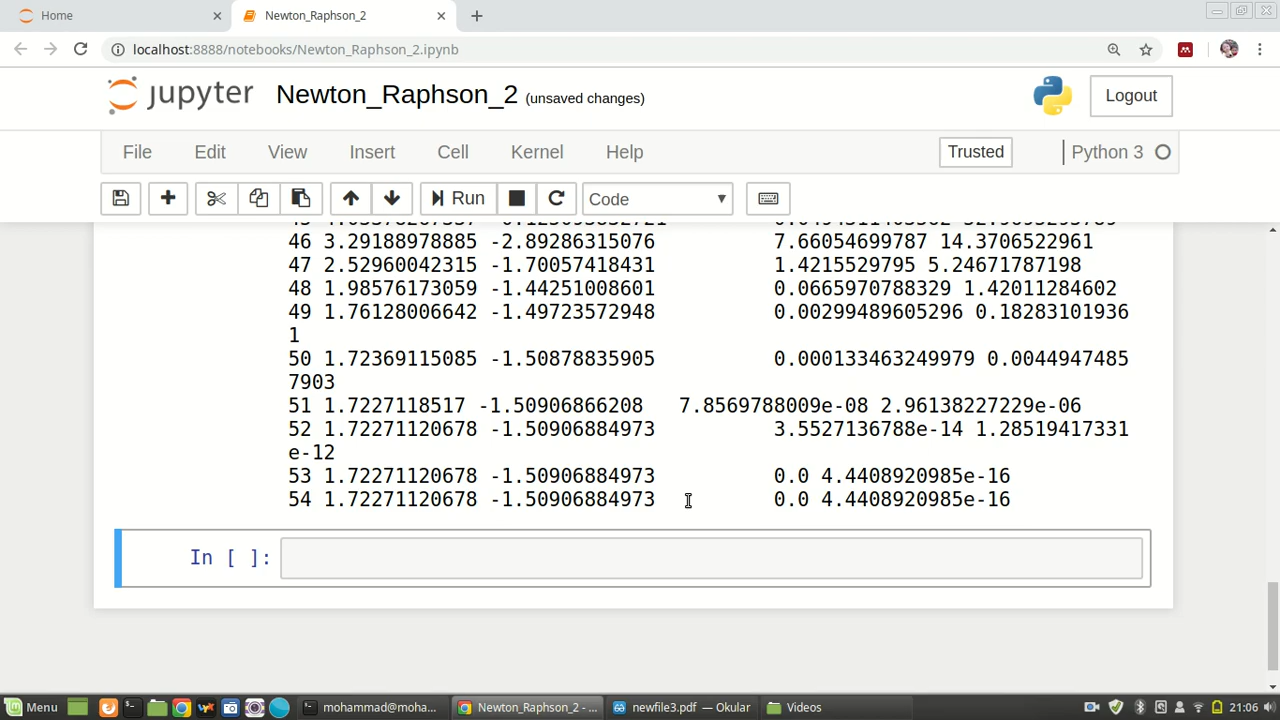 Home
Newton_Raphson_2
localhost:8888/notebooks/Newton_Raphson_2.ipynb
jupyter Newton_Raphson_2 (unsaved changes)
Logout
File Edit View Insert Cell Kernel Help
Trusted
Python 3
Run
Code
46 3.29188978885 -2.89286315076 7.66054699787 14.3706522961
47 2.52960042315 -1.70057418431 1.4215529795 5.24671787198
48 1.98576173059 -1.44251008601 0.0665970788329 1.42011284602
49 1.76128006642 -1.49723572948 0.00299489605296 0.18283101936
1
50 1.72369115085 -1.50878835905 0.000133463249979 0.0044947485
7903
51 1.7227118517 -1.50906866208 7.8569788009e-08 2.96138227229e-06
52 1.72271120678 -1.50906884973 3.5527136788e-14 1.28519417331
e-12
53 1.72271120678 -1.50906884973 0.0 4.4408920985e-16
54 1.72271120678 -1.50906884973 0.0 4.4408920985e-16
In [ ]:
Menu
mohammad@moha...
Newton_Raphson_2 - ...
newfile3.pdf — Okular
Videos
21:06